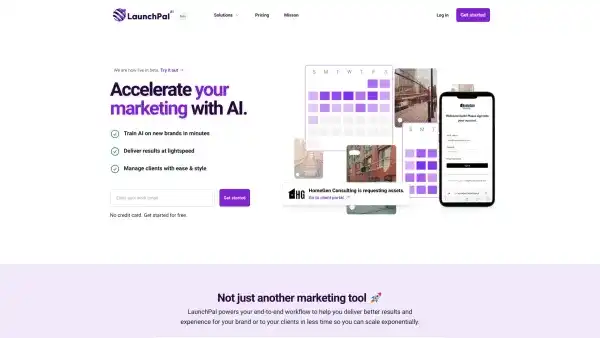 LaunchPal AI
Beta
Solutions
Pricing
Mission
Log in
Get started
We are now live in beta. Try it out →
Accelerate your
marketing with AI.
Train AI on new brands in minutes
Deliver results at lightspeed
Manage clients with ease & style
Enter your work email
Get started
No credit card. Get started for free.
S M T W T F S
S M T W
HG
HomeGen Consulting is requesting assets.
Go to client portal
Not just another marketing tool 🚀
LaunchPal powers your end-to-end workflow to help you deliver better results and
experience for your brand or to your clients in less time so you can scale exponentially.